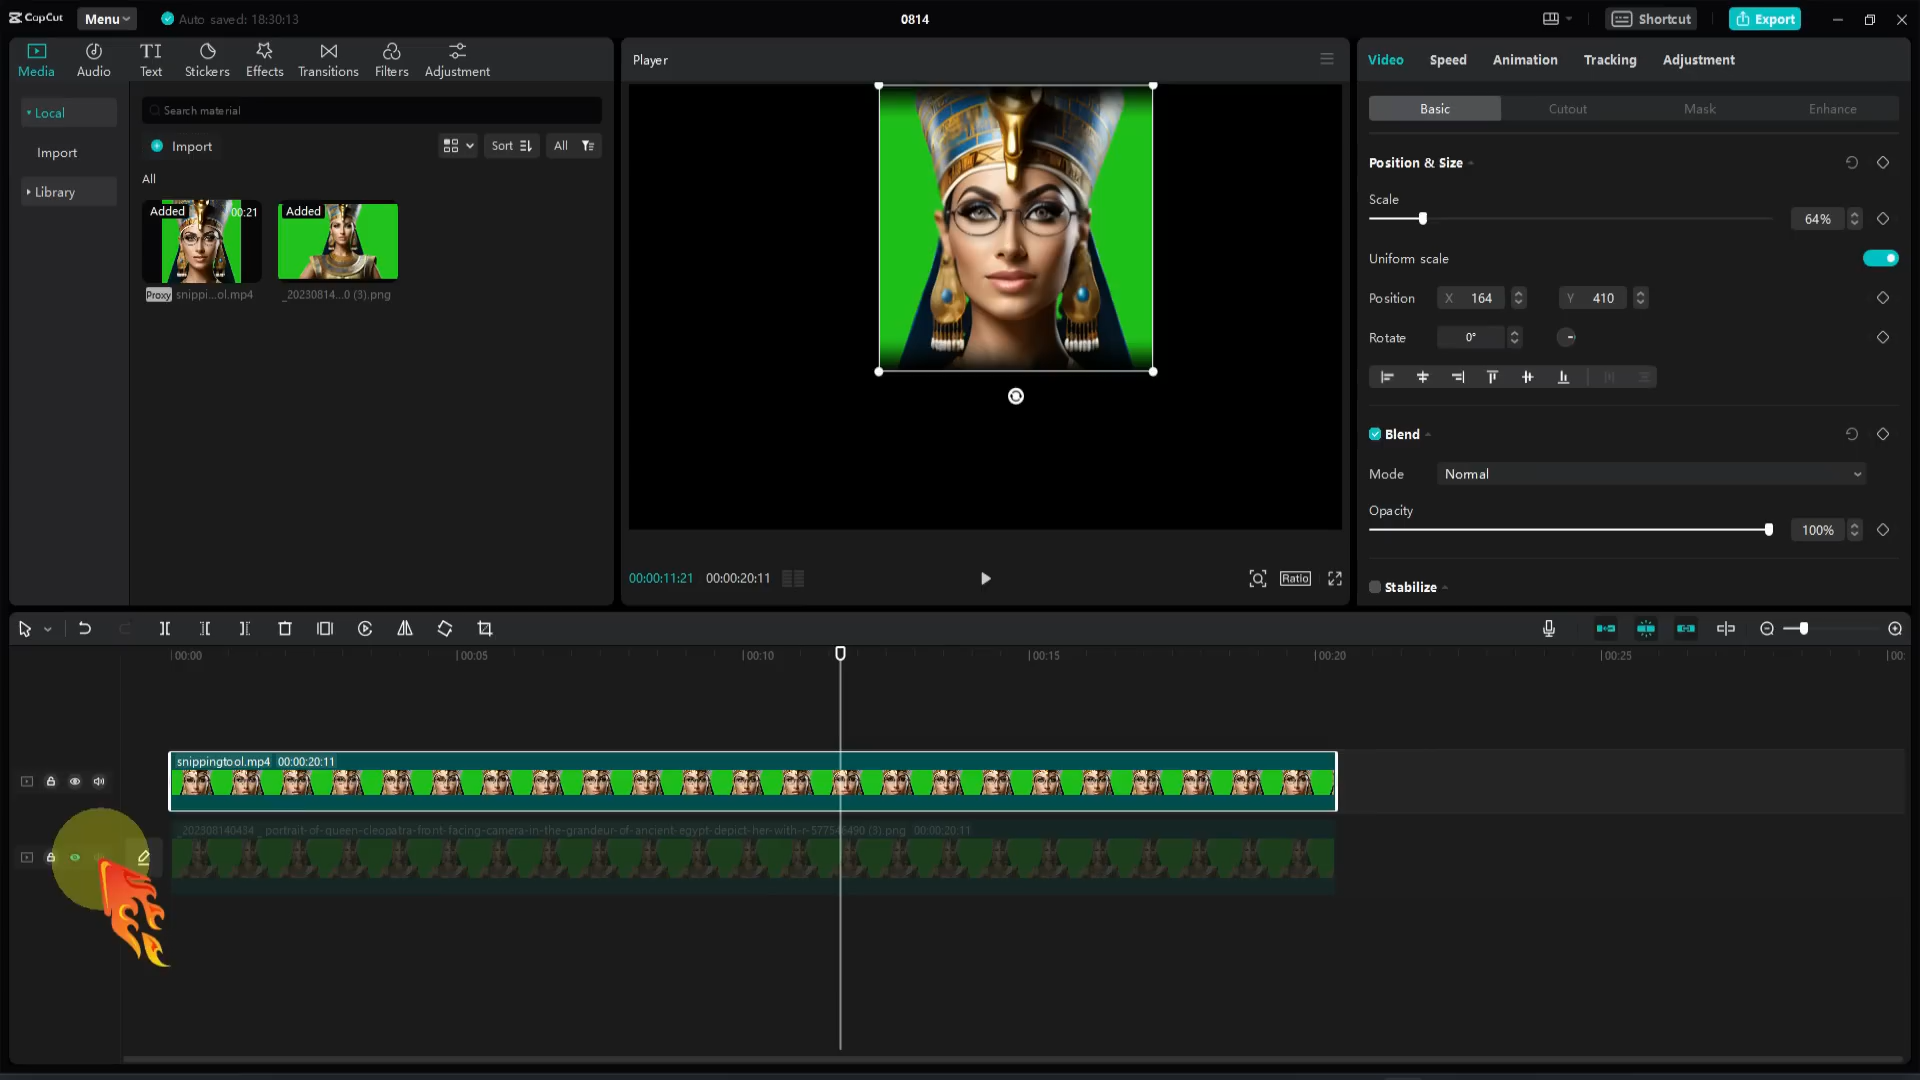 CapCut
Menu
Auto saved: 18:30:13
0814
Shortcut
Export
Media
Audio
TI
Text
Stickers
Effects
Transitions
Filters
Adjustment
Local
Import
Library
Search material
Import
Sort
All
All
Added
00:21
Proxy
snippi...ol.mp4
Added
_20230814...0 (3).png
Player
00:00:11:21
00:00:20:11
Ratio
Video
Speed
Animation
Tracking
Adjustment
Basic
Cutout
Mask
Enhance
Position & Size
Scale
64%
Uniform scale
Position
X 164
Y 410
Rotate
0°
Blend
Mode
Normal
Opacity
100%
Stabilize
00:00
00:05
00:10
00:15
00:20
00:25
00:
snippingtool.mp4 00:00:20:11
_202308140434_ portrait-of-queen-cleopatra-front-facing-camera-in-the-grandeur-of-ancient-egypt-depict-her-with-r- (3).png 00:00:20:11